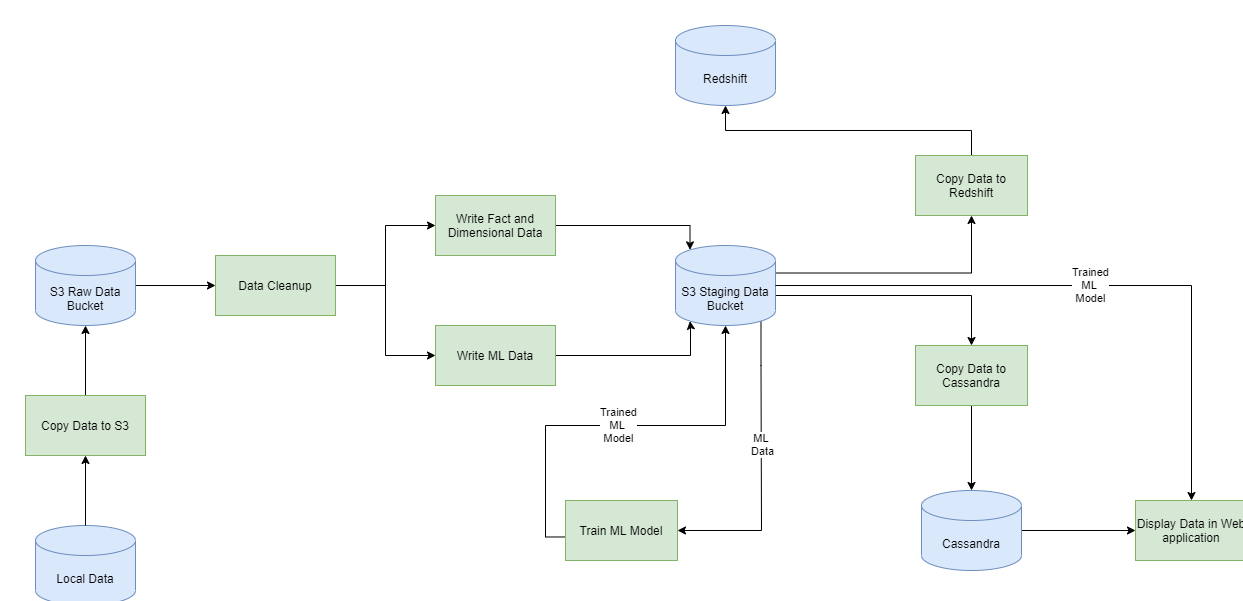 Redshift
Copy Data to
Redshift
Write Fact and
Dimensional Data
S3 Raw Data
Bucket
Data Cleanup
S3 Staging Data
Bucket
Trained
ML
Model
Write ML Data
Copy Data to
Cassandra
Copy Data to S3
Trained
ML
Model
ML
Data
Train ML Model
Cassandra
Display Data in Web
application
Local Data